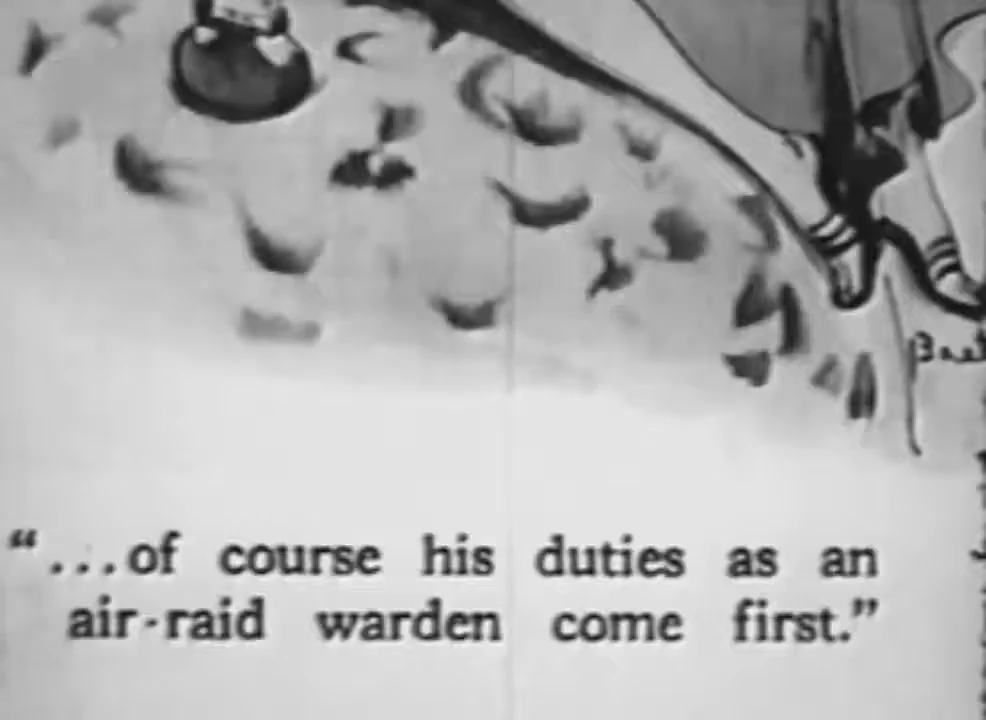 “...of course his duties as an
air-raid warden come first.”